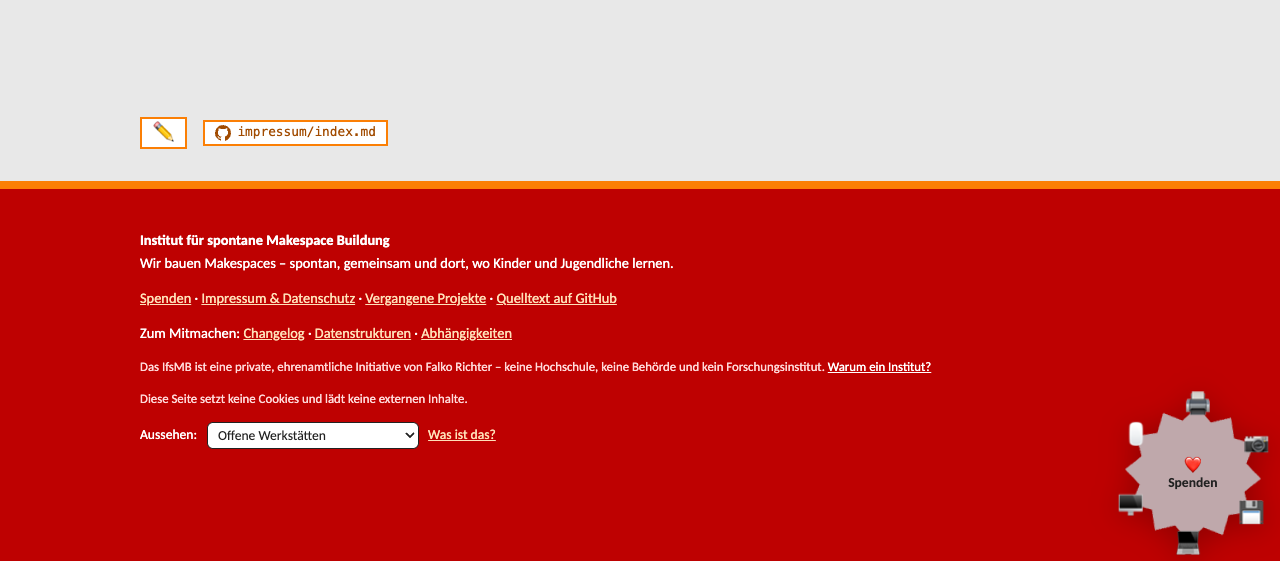 impressum/index.md
Institut für spontane Makespace Buildung
Wir bauen Makespaces – spontan, gemeinsam und dort, wo Kinder und Jugendliche lernen.
Spenden · Impressum & Datenschutz · Vergangene Projekte · Quelltext auf GitHub
Zum Mitmachen: Changelog · Datenstrukturen · Abhängigkeiten
Das IfsMB ist eine private, ehrenamtliche Initiative von Falko Richter – keine Hochschule, keine Behörde und kein Forschungsinstitut. Warum ein Institut?
Diese Seite setzt keine Cookies und lädt keine externen Inhalte.
Aussehen: Offene Werkstätten Was ist das?
Spenden